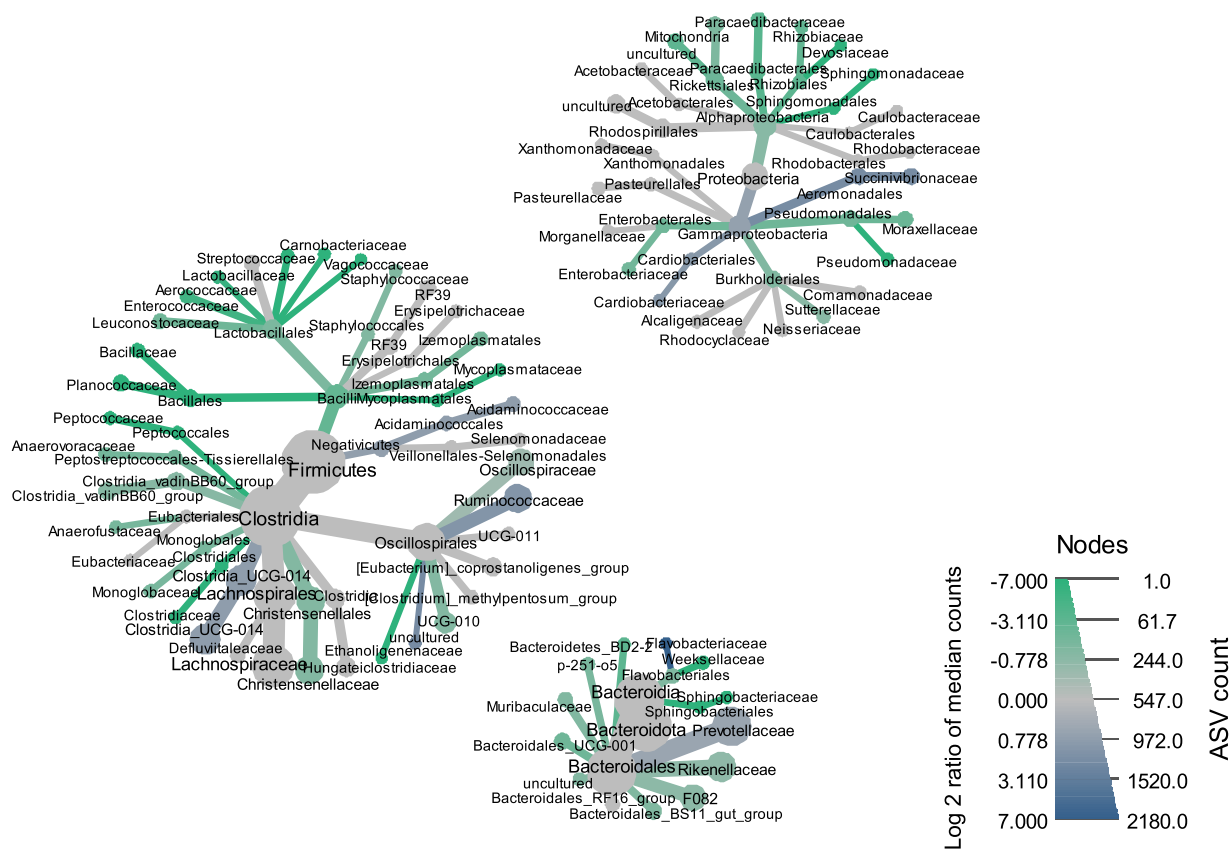 Paracaedibacteraceae
Mitochondria
Rhizobiaceae
uncultured
Devosiaceae
Acetobacteraceae
Paracaedibacterales
Sphingomonadaceae
Rickettsiales
Rhizobiales
uncultured
Acetobacterales
Sphingomonadales
Alphaproteobacteria
Caulobacteraceae
Rhodospirillales
Caulobacterales
Xanthomonadaceae
Rhodobacteraceae
Xanthomonadales
Rhodobacterales
Proteobacteria
Succinivibrionaceae
Pasteurellales
Pasteurellaceae
Aeromonadales
Enterobacterales
Pseudomonadales
Morganellaceae
Gammaproteobacteria
Moraxellaceae
Cardiobacteriales
Pseudomonadaceae
Enterobacteriaceae
Burkholderiales
Cardiobacteriaceae
Comamonadaceae
Sutterellaceae
Alcaligenaceae
Neisseriaceae
Rhodocyclaceae
Carnobacteriaceae
Streptococcaceae
Vagococcaceae
Lactobacillaceae
Staphylococcaceae
Aerococcaceae
RF39
Enterococcaceae
Erysipelotrichaceae
Leuconostocaceae
Staphylococcales
Lactobacillales
Izemoplasmatales
RF39
Bacillaceae
Erysipelotrichales
Mycoplasmataceae
Planococcaceae
Izemoplasmatales
Bacillales
Bacilli
Mycoplasmatales
Acidaminococcaceae
Peptococcaceae
Acidaminococcales
Peptococcales
Selenomonadaceae
Anaerovoracaceae
Negativicutes
Veillonellales-Selenomonadales
Peptostreptococcales-Tissierellales
Firmicutes
Oscillospiraceae
Clostridia_vadinBB60_group
Clostridia_vadinBB60_group
Ruminococcaceae
Eubacteriales
Clostridia
Anaerofustaceae
Monoglobales
Oscillospirales
UCG-011
Eubacteriaceae
Clostridiales
[Eubacterium]_coprostanoligenes_group
Clostridia_UCG-014
Monoglobaceae
Lachnospirales
[Clostridium]_methylpentosum_group
Clostridiaceae
Christensenellales
UCG-010
Clostridia_UCG-014
uncultured
Defluviitaleaceae
Ethanoligenenaceae
Lachnospiraceae
Hungateiclostridiaceae
Christensenellaceae
Bacteroidetes_BD2-2
Flavobacteriaceae
p-251-o5
Weeksellaceae
Flavobacteriales
Bacteroidia
Sphingobacteriaceae
Muribaculaceae
Sphingobacteriales
Bacteroidota
Prevotellaceae
Bacteroidales_UCG-001
Bacteroidales
Rikenellaceae
uncultured
Bacteroidales_RF16_group
F082
Bacteroidales_BS11_gut_group
Nodes
Log 2 ratio of median counts
ASV count
-7.000 1.0
-3.110 61.7
-0.778 244.0
0.000 547.0
0.778 972.0
3.110 1520.0
7.000 2180.0